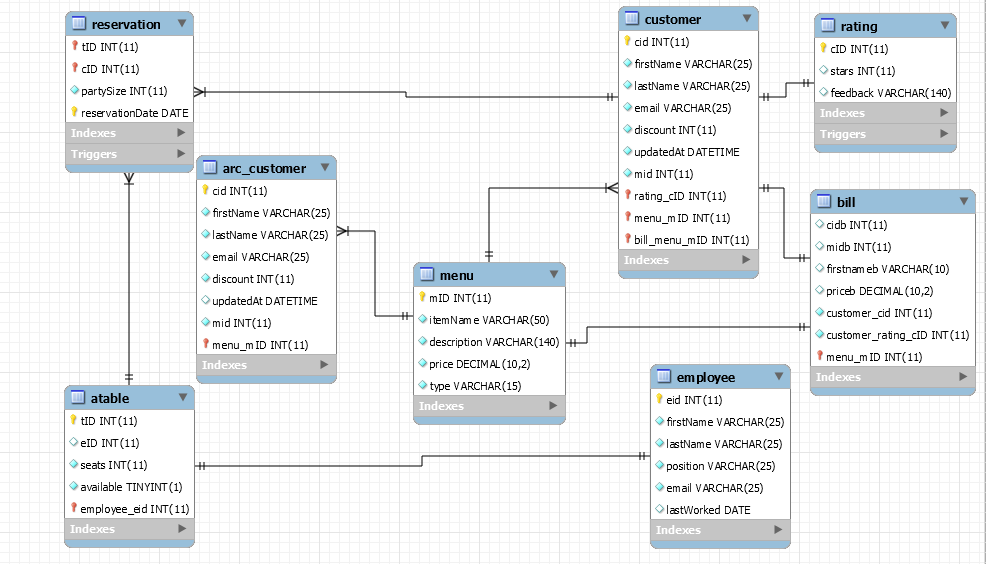 reservation
tID INT(11)
cID INT(11)
partySize INT(11)
reservationDate DATE
Indexes
Triggers
customer
cid INT(11)
firstName VARCHAR(25)
lastName VARCHAR(25)
email VARCHAR(25)
discount INT(11)
updatedAt DATETIME
mid INT(11)
rating_cID INT(11)
menu_mID INT(11)
bill_menu_mID INT(11)
Indexes
rating
cID INT(11)
stars INT(11)
feedback VARCHAR(140)
Indexes
Triggers
arc_customer
cid INT(11)
firstName VARCHAR(25)
lastName VARCHAR(25)
email VARCHAR(25)
discount INT(11)
updatedAt DATETIME
mid INT(11)
menu_mID INT(11)
Indexes
menu
mID INT(11)
itemName VARCHAR(50)
description VARCHAR(140)
price DECIMAL(10,2)
type VARCHAR(15)
Indexes
bill
cidb INT(11)
midb INT(11)
firstnameb VARCHAR(10)
priceb DECIMAL(10,2)
customer_cid INT(11)
customer_rating_cID INT(11)
menu_mID INT(11)
Indexes
atable
tID INT(11)
eID INT(11)
seats INT(11)
available TINYINT(1)
employee_eid INT(11)
Indexes
employee
eid INT(11)
firstName VARCHAR(25)
lastName VARCHAR(25)
position VARCHAR(25)
email VARCHAR(25)
lastWorked DATE
Indexes